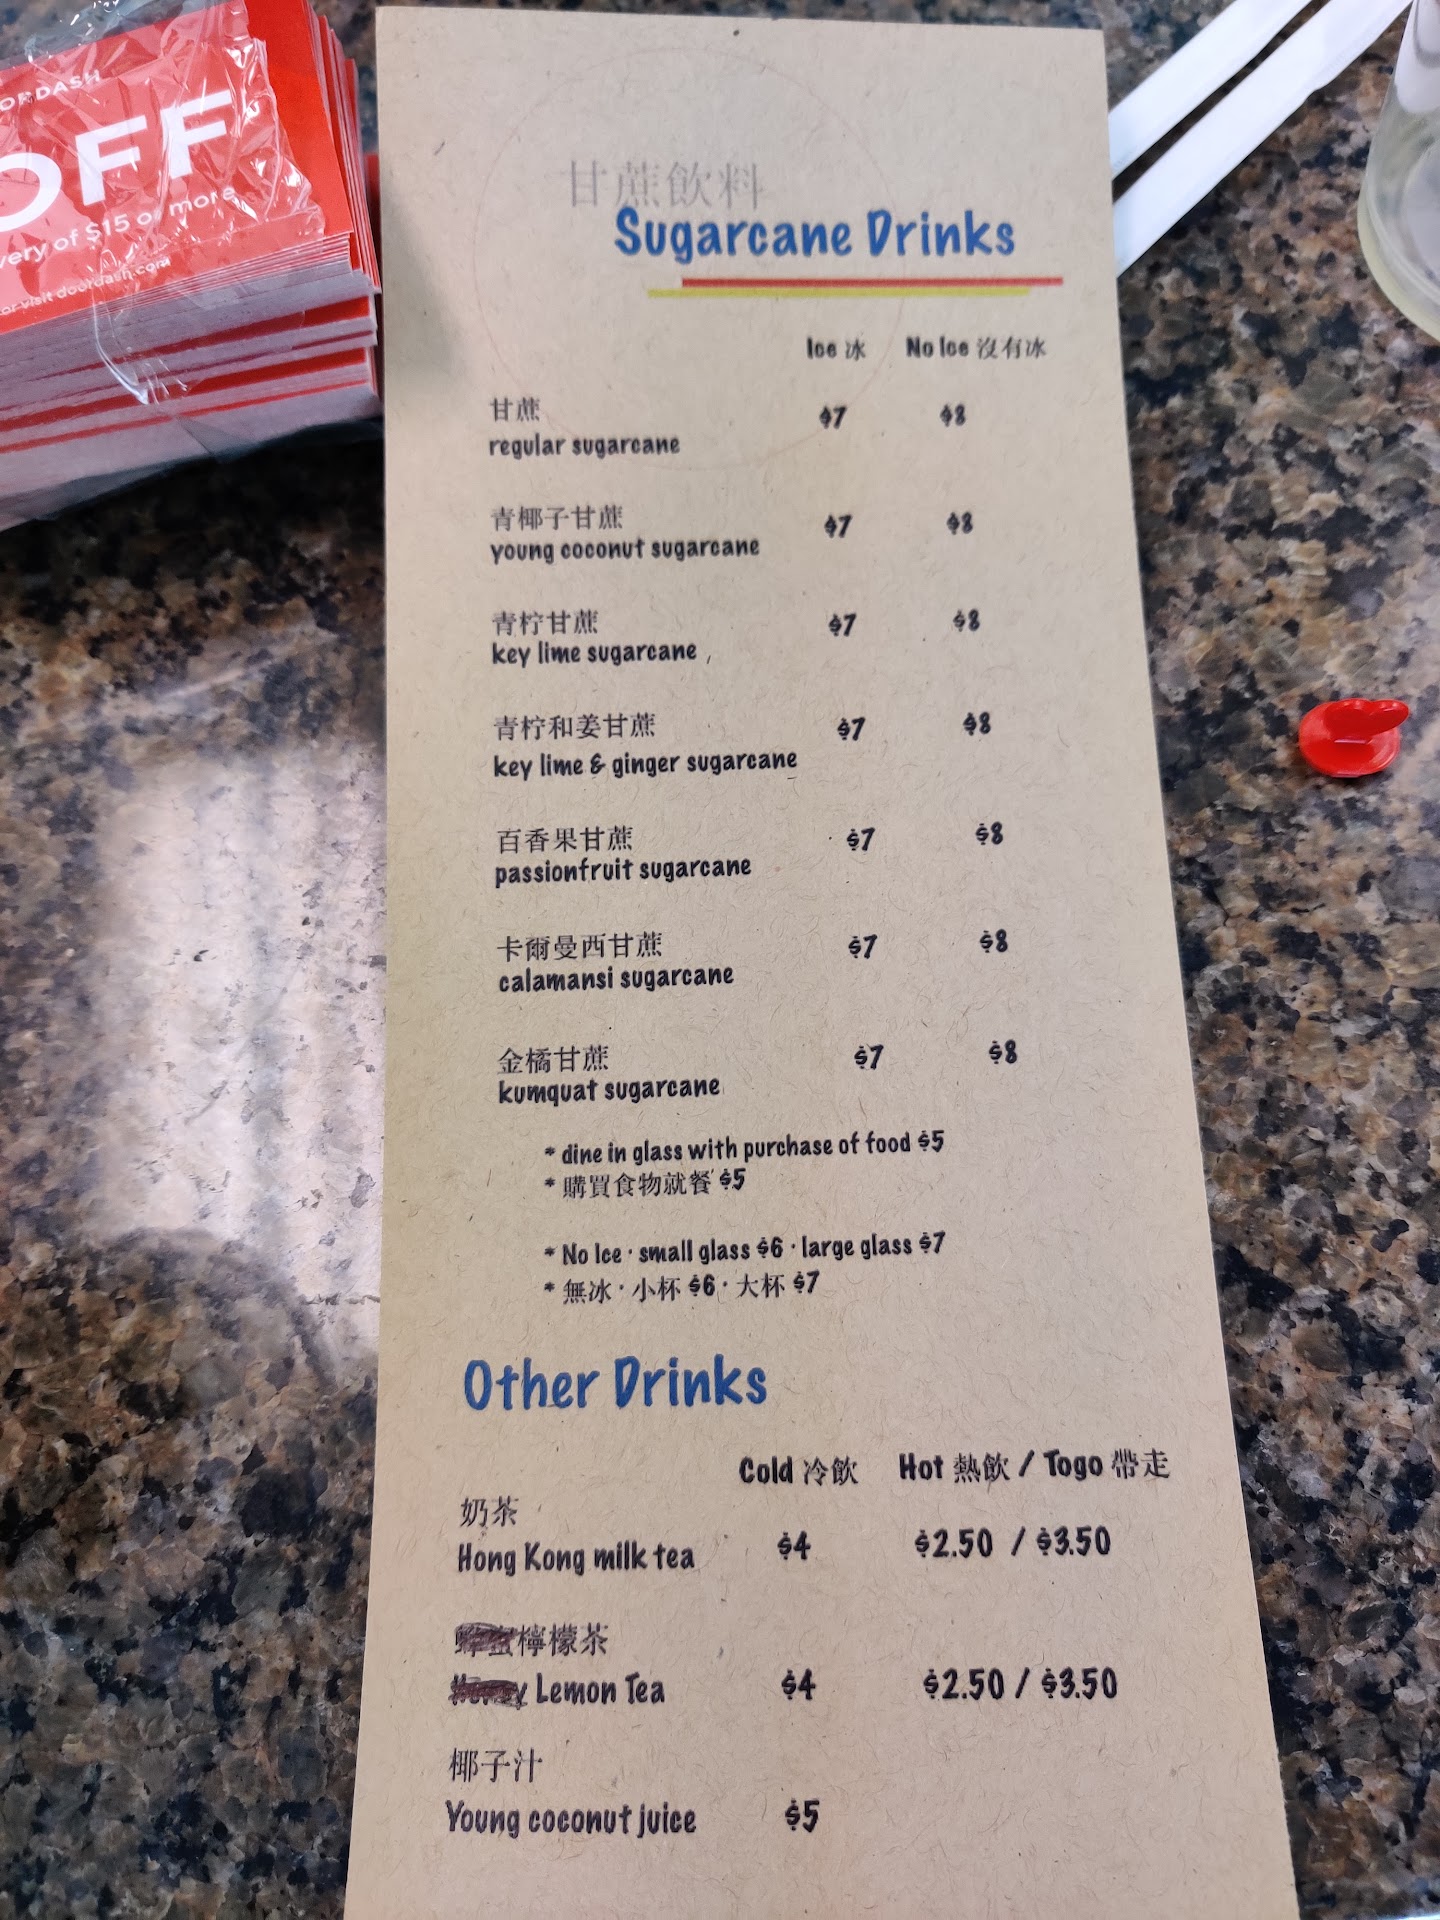 OFF
very of $15 or more
or visit doordash.com
甘蔗飲料
Sugarcane Drinks
Ice 冰 No Ice 沒有冰
甘蔗
regular sugarcane $7 $8
青椰子甘蔗
young coconut sugarcane $7 $8
青柠甘蔗
key lime sugarcane $7 $8
青柠和姜甘蔗
key lime & ginger sugarcane $7 $8
百香果甘蔗
passionfruit sugarcane $7 $8
卡爾曼西甘蔗
calamansi sugarcane $7 $8
金橘甘蔗
kumquat sugarcane $7 $8
* dine in glass with purchase of food $5
* 購買食物就餐 $5
* No Ice · small glass $6 · large glass $7
* 無冰 · 小杯 $6 · 大杯 $7
Other Drinks
Cold 冷飲 Hot 熱飲 / Togo 帶走
奶茶
Hong Kong milk tea $4 $2.50 / $3.50
檸檬茶
Lemon Tea $4 $2.50 / $3.50
椰子汁
Young coconut juice $5